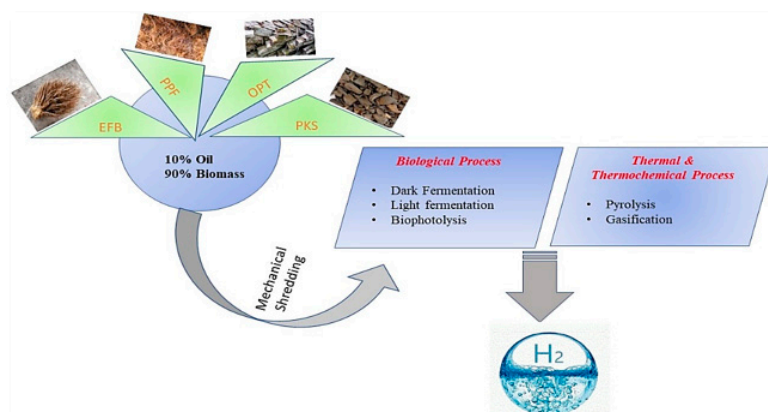 PPF
OPT
EFB
PKS
10% Oil
90% Biomass
Mechanical
Shredding
Biological Process
• Dark Fermentation
• Light fermentation
• Biophotolysis
Thermal &
Thermochemical Process
• Pyrolysis
• Gasification
H2